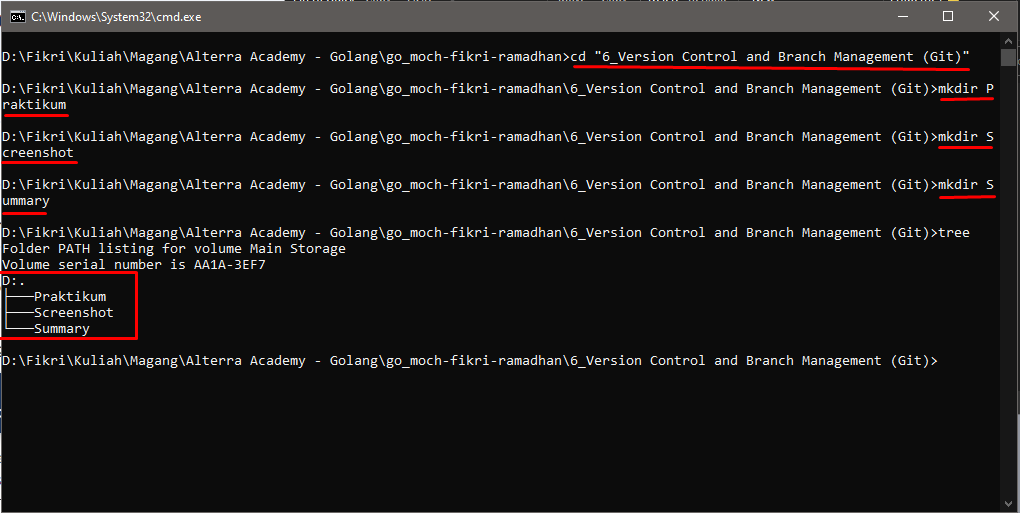 C:\Windows\System32\cmd.exe
D:\Fikri\Kuliah\Magang\Alterra Academy - Golang\go_moch-fikri-ramadhan>cd "6_Version Control and Branch Management (Git)"
D:\Fikri\Kuliah\Magang\Alterra Academy - Golang\go_moch-fikri-ramadhan\6_Version Control and Branch Management (Git)>mkdir P
raktikum
D:\Fikri\Kuliah\Magang\Alterra Academy - Golang\go_moch-fikri-ramadhan\6_Version Control and Branch Management (Git)>mkdir S
creenshot
D:\Fikri\Kuliah\Magang\Alterra Academy - Golang\go_moch-fikri-ramadhan\6_Version Control and Branch Management (Git)>mkdir S
ummary
D:\Fikri\Kuliah\Magang\Alterra Academy - Golang\go_moch-fikri-ramadhan\6_Version Control and Branch Management (Git)>tree
Folder PATH listing for volume Main Storage
Volume serial number is AA1A-3EF7
D:.
├───Praktikum
├───Screenshot
└───Summary
D:\Fikri\Kuliah\Magang\Alterra Academy - Golang\go_moch-fikri-ramadhan\6_Version Control and Branch Management (Git)>